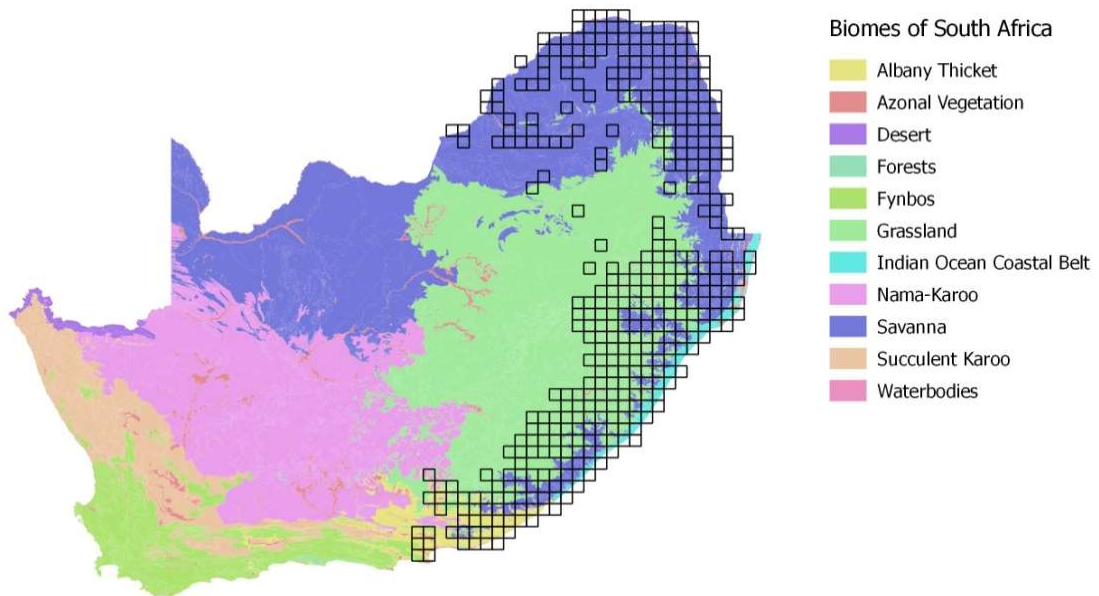 Biomes of South Africa
Albany Thicket
Azonal Vegetation
Desert
Forests
Fynbos
Grassland
Indian Ocean Coastal Belt
Nama-Karoo
Savanna
Succulent Karoo
Waterbodies